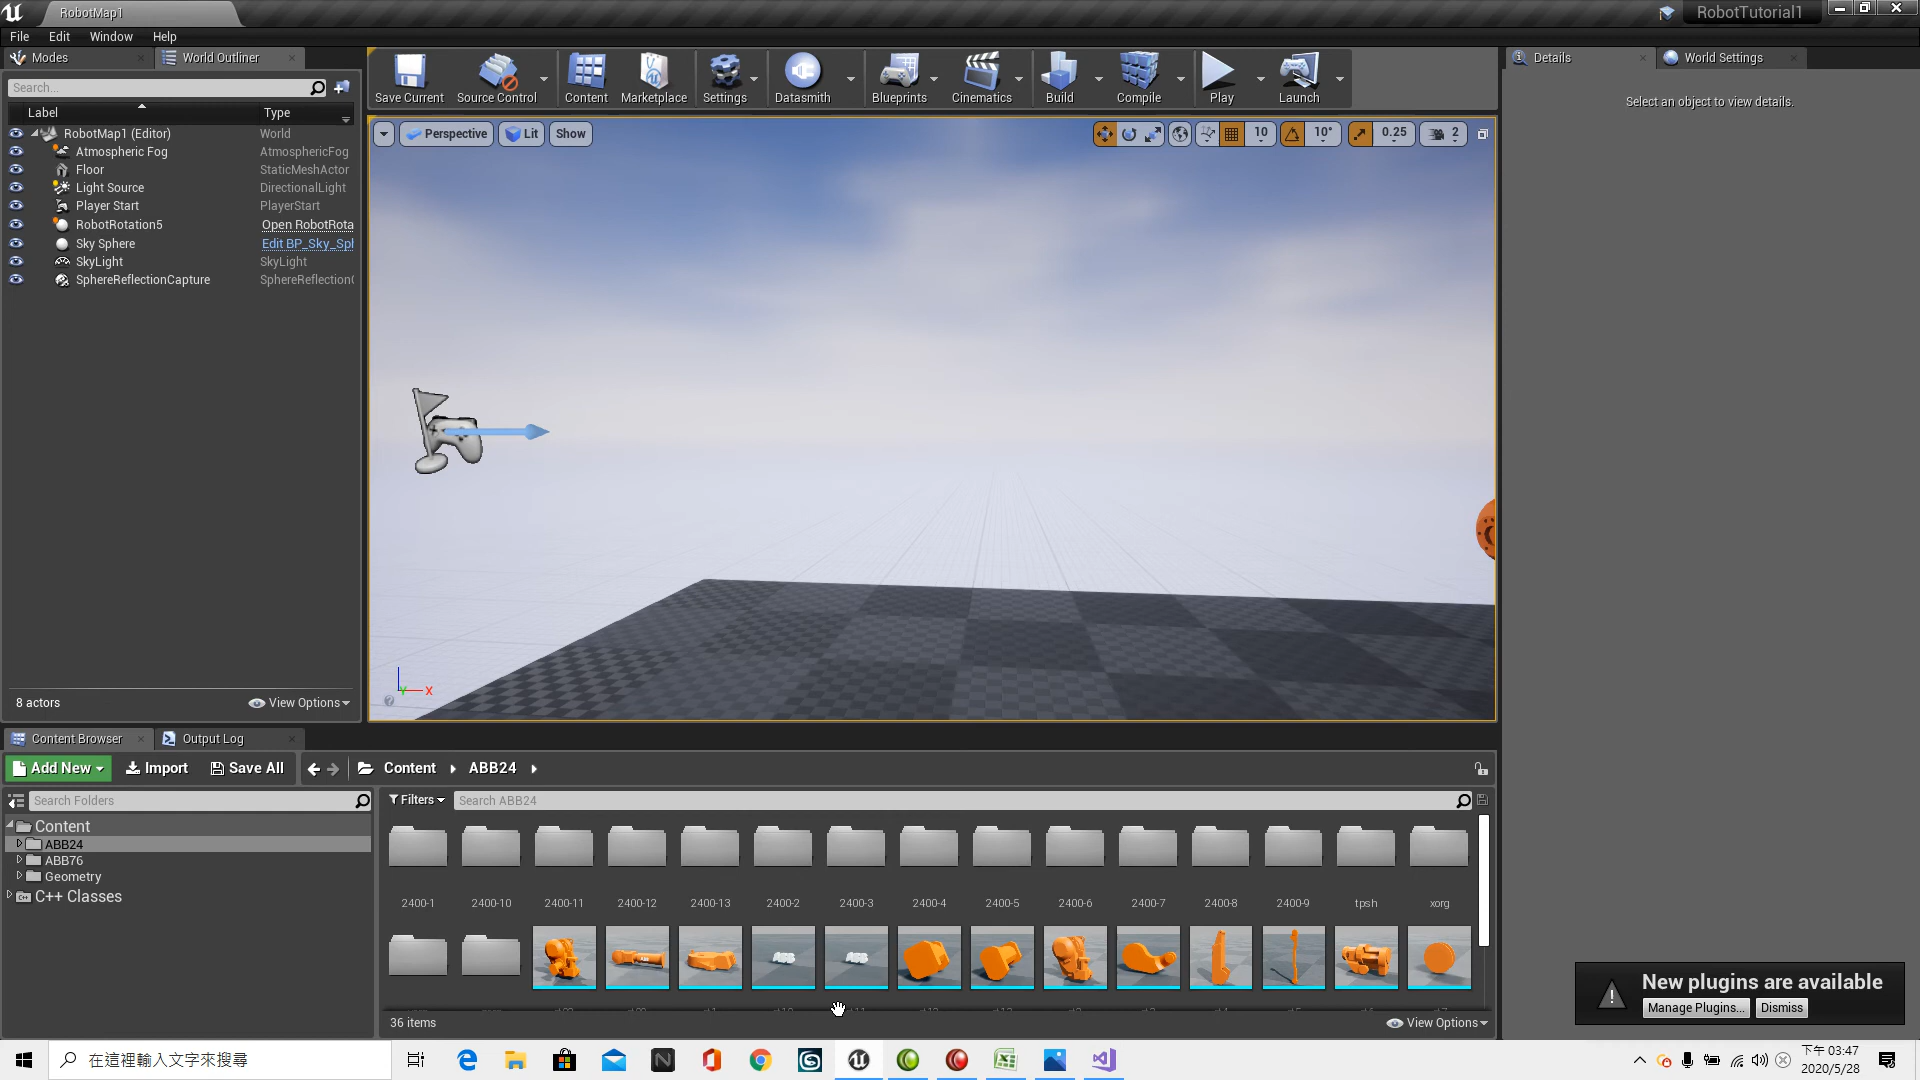 RobotMap1
RobotTutorial1
File Edit Window Help
Modes
World Outliner
Search...
Label Type
RobotMap1 (Editor) World
Atmospheric Fog AtmosphericFog
Floor StaticMeshActor
Light Source DirectionalLight
Player Start PlayerStart
RobotRotation5 Open RobotRota
Sky Sphere Edit BP_Sky_Sph
SkyLight SkyLight
SphereReflectionCapture SphereReflection
8 actors
View Options
Save Current
Source Control
Content
Marketplace
Settings
Datasmith
Blueprints
Cinematics
Build
Compile
Play
Launch
Perspective
Lit
Show
10
10°
0.25
2
X
Details
World Settings
Select an object to view details.
Content Browser
Output Log
Add New
Import
Save All
Content
ABB24
Search Folders
Content
ABB24
ABB76
Geometry
C++ Classes
Filters
Search ABB24
2400-1 2400-10 2400-11 2400-12 2400-13 2400-2 2400-3 2400-4 2400-5 2400-6 2400-7 2400-8 2400-9 tpsh xorg
36 items
View Options
New plugins are available
Manage Plugins...
Dismiss
在這裡輸入文字來搜尋
下午 03:47
2020/5/28